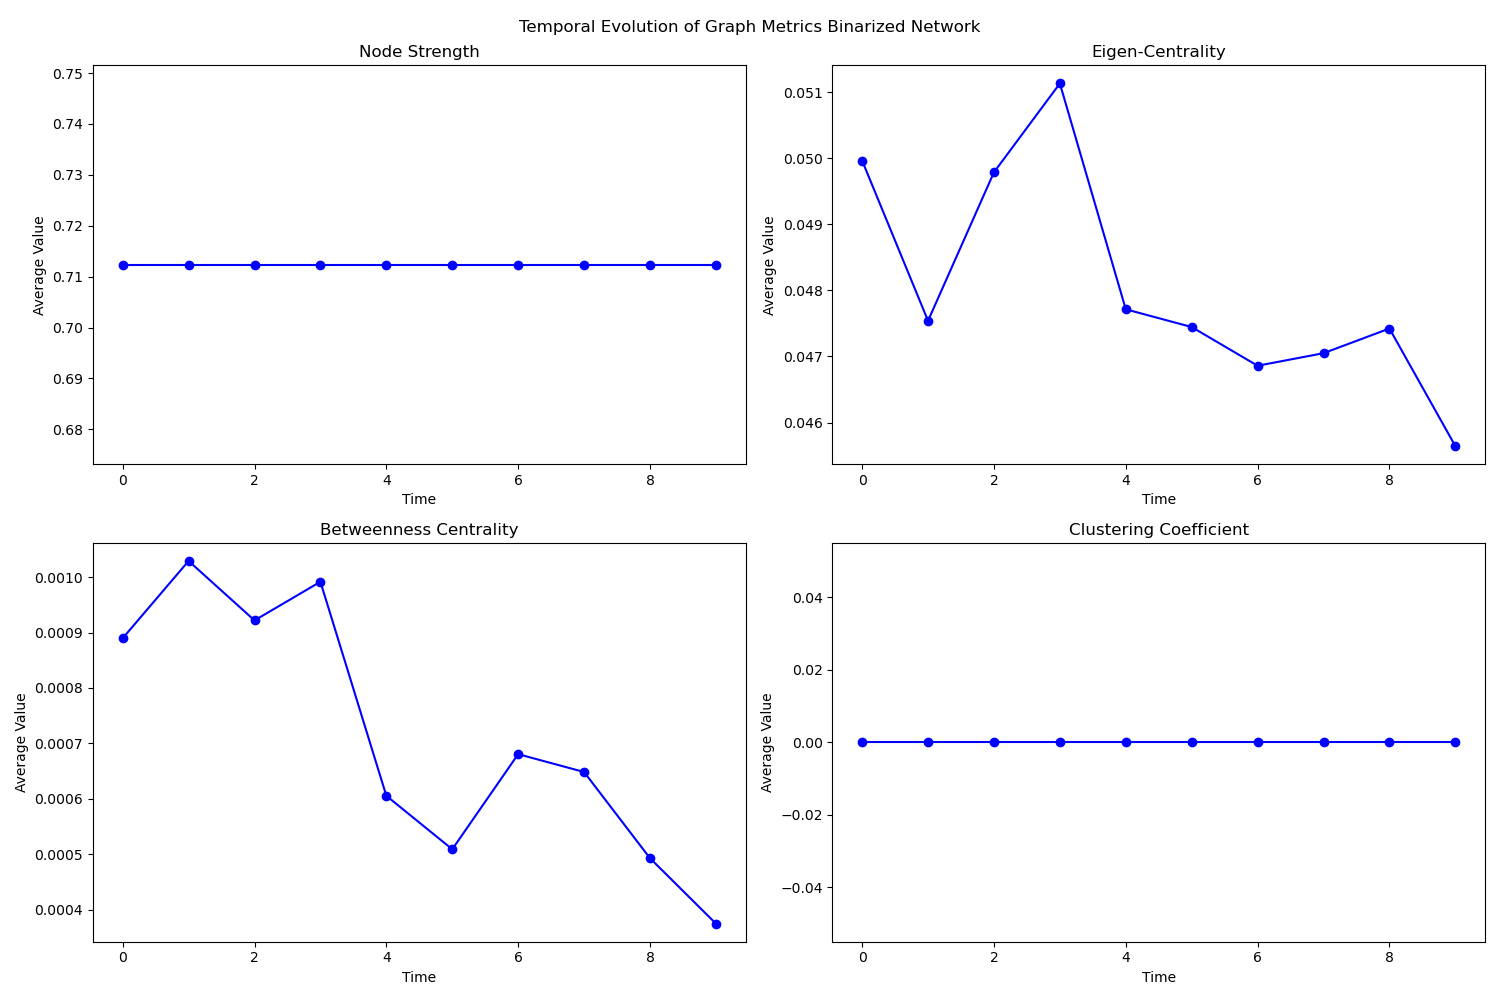 Temporal Evolution of Graph Metrics Binarized Network
Node Strength
0.75
0.74
0.73
0.72
0.71
0.70
0.69
0.68
Average Value
0 2 4 6 8
Time
Eigen-Centrality
0.051
0.050
0.049
0.048
0.047
0.046
Average Value
0 2 4 6 8
Time
Betweenness Centrality
0.0010
0.0009
0.0008
0.0007
0.0006
0.0005
0.0004
Average Value
0 2 4 6 8
Time
Clustering Coefficient
0.04
0.02
0.00
−0.02
−0.04
Average Value
0 2 4 6 8
Time